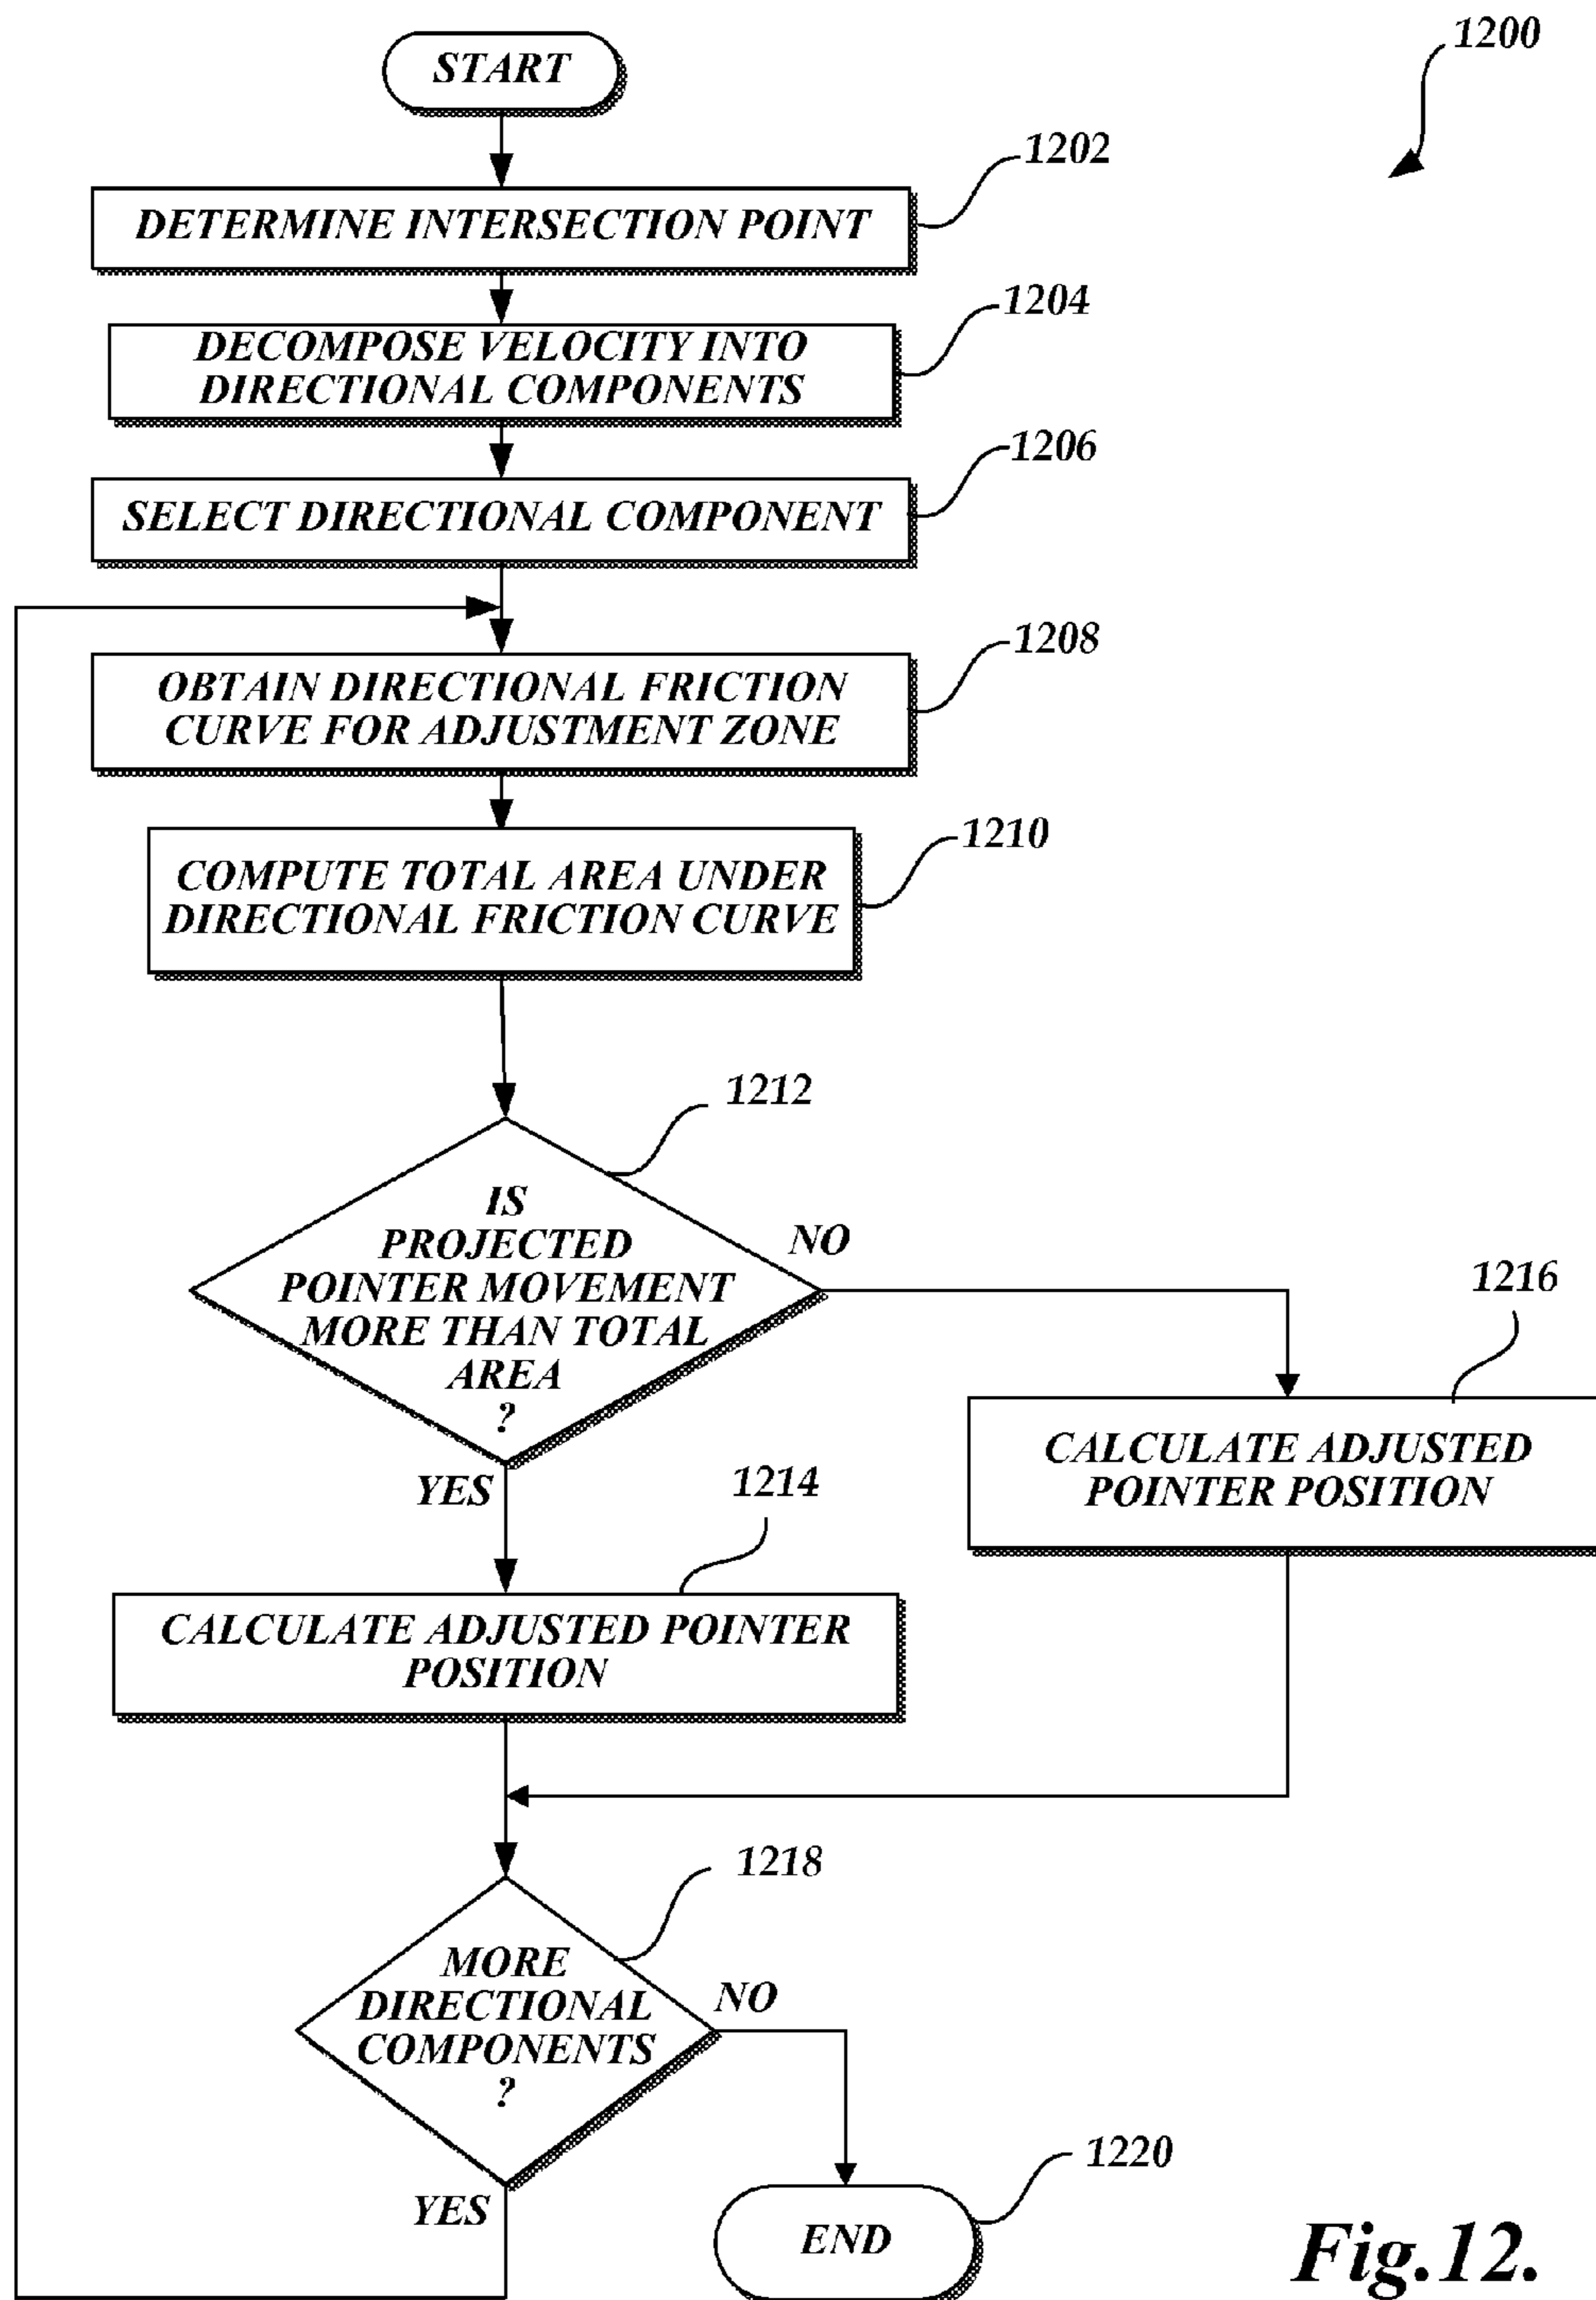 1200
START
1202
DETERMINE INTERSECTION POINT
1204
DECOMPOSE VELOCITY INTO
DIRECTIONAL COMPONENTS
1206
SELECT DIRECTIONAL COMPONENT
1208
OBTAIN DIRECTIONAL FRICTION
CURVE FOR ADJUSTMENT ZONE
1210
COMPUTE TOTAL AREA UNDER
DIRECTIONAL FRICTION CURVE
1212
IS
PROJECTED
POINTER MOVEMENT
MORE THAN TOTAL
AREA
?
NO
1216
CALCULATE ADJUSTED
POINTER POSITION
YES
1214
CALCULATE ADJUSTED POINTER
POSITION
1218
MORE
DIRECTIONAL
COMPONENTS
?
NO
YES
1220
END
Fig.12.